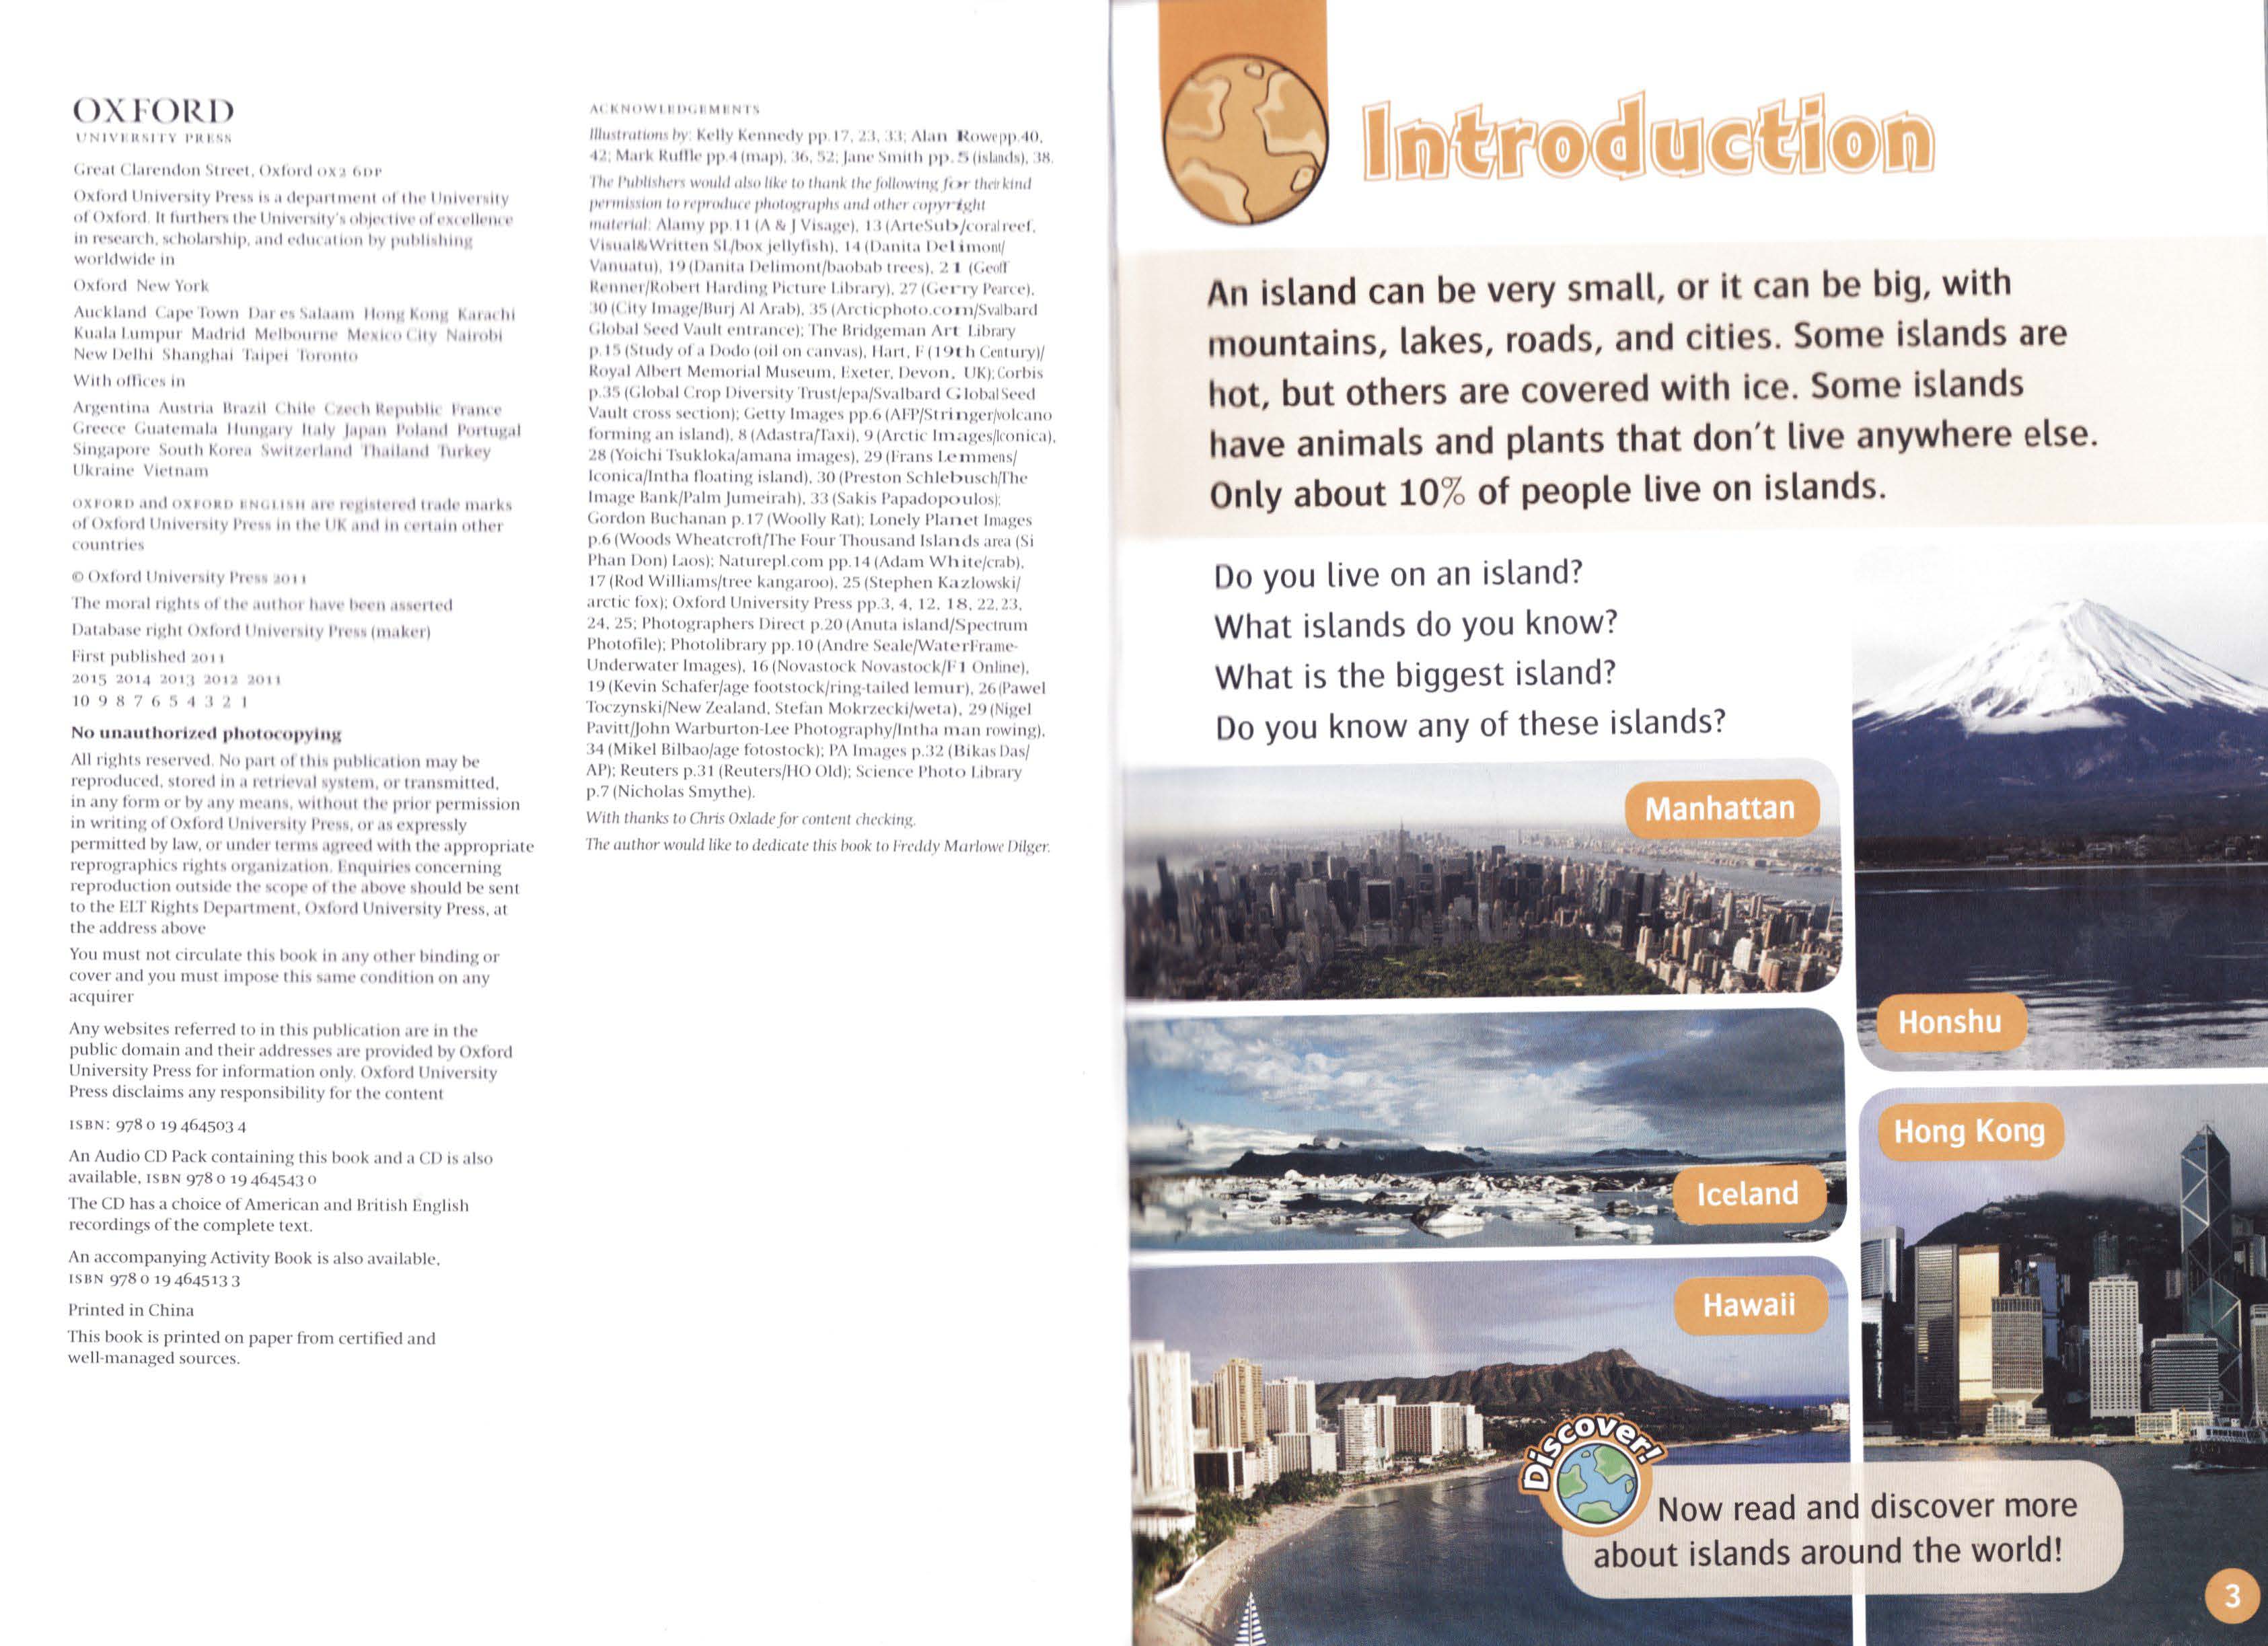 OXFORD
UNIVERSITY PRESS
Great Clarendon Street, Oxford OX2 6DP
Oxford University Press is a department of the University
of Oxford. It furthers the University's objective of excellence
in research, scholarship, and education by publishing
worldwide in
Oxford New York
Auckland Cape Town Dar es Salaam Hong Kong Karachi
Kuala Lumpur Madrid Melbourne Mexico City Nairobi
New Delhi Shanghai Taipei Toronto
With offices in
Argentina Austria Brazil Chile Czech Republic France
Greece Guatemala Hungary Italy Japan Poland Portugal
Singapore South Korea Switzerland Thailand Turkey
Ukraine Vietnam
OXFORD and OXFORD ENGLISH are registered trade marks
of Oxford University Press in the UK and in certain other
countries
© Oxford University Press 2011
The moral rights of the author have been asserted
Database right Oxford University Press (maker)
First published 2011
2015 2014 2013 2012 2011
10 9 8 7 6 5 4 3 2 1
No unauthorized photocopying
All rights reserved. No part of this publication may be
reproduced, stored in a retrieval system, or transmitted,
in any form or by any means, without the prior permission
in writing of Oxford University Press, or as expressly
permitted by law, or under terms agreed with the appropriate
reprographics rights organization. Enquiries concerning
reproduction outside the scope of the above should be sent
to the ELT Rights Department, Oxford University Press, at
the address above
You must not circulate this book in any other binding or
cover and you must impose this same condition on any
acquirer
Any websites referred to in this publication are in the
public domain and their addresses are provided by Oxford
University Press for information only. Oxford University
Press disclaims any responsibility for the content
ISBN: 978 0 19 464503 4
An Audio CD Pack containing this book and a CD is also
available, ISBN 978 0 19 464543 0
The CD has a choice of American and British English
recordings of the complete text.
An accompanying Activity Book is also available,
ISBN 978 0 19 464513 3
Printed in China
This book is printed on paper from certified and
well-managed sources.
ACKNOWLEDGEMENTS
Illustrations by: Kelly Kennedy pp.17, 23, 33; Alan Rowe pp.40,
42; Mark Ruffle pp.4 (map), 36, 52; Jane Smith pp.5 (islands), 38.
The Publishers would also like to thank the following for their kind
permission to reproduce photographs and other copyright
material: Alamy pp.11 (A & J Visage), 13 (ArteSub/coral reef,
Visual&Written SL/box jellyfish), 14 (Danita Delimont/
Vanuatu), 19 (Danita Delimont/baobab trees), 21 (Geoff
Renner/Robert Harding Picture Library), 27 (Gerry Pearce),
30 (City Image/Burj Al Arab), 35 (Arcticphoto.com/Svalbard
Global Seed Vault entrance); The Bridgeman Art Library
p.15 (Study of a Dodo (oil on canvas), Hart, F (19th Century)/
Royal Albert Memorial Museum, Exeter, Devon, UK); Corbis
p.35 (Global Crop Diversity Trust/epa/Svalbard Global Seed
Vault cross section); Getty Images pp.6 (AFP/Stringer/volcano
forming an island), 8 (Adastra/Taxi), 9 (Arctic Images/Iconica),
28 (Yoichi Tsukloka/amana images), 29 (Frans Lemmens/
Iconica/Intha floating island), 30 (Preston Schlebusch/The
Image Bank/Palm Jumeirah), 33 (Sakis Papadopoulos);
Gordon Buchanan p.17 (Woolly Rat); Lonely Planet Images
p.6 (Woods Wheatcroft/The Four Thousand Islands area (Si
Phan Don) Laos); Naturepl.com pp.14 (Adam White/crab),
17 (Rod Williams/tree kangaroo), 25 (Stephen Kazlowski/
arctic fox); Oxford University Press pp.3, 4, 12, 18, 22, 23,
24, 25; Photographers Direct p.20 (Anuta island/Spectrum
Photofile); Photolibrary pp.10 (Andre Seale/WaterFrame-
Underwater Images), 16 (Novastock Novastock/F1 Online),
19 (Kevin Schafer/age footstock/ring-tailed lemur), 26 (Pawel
Toczynski/New Zealand, Stefan Mokrzecki/weta), 29 (Nigel
Pavitt/John Warburton-Lee Photography/Intha man rowing),
34 (Mikel Bilbao/age fotostock); PA Images p.32 (Bikas Das/
AP); Reuters p.31 (Reuters/HO Old); Science Photo Library
p.7 (Nicholas Smythe).
With thanks to Chris Oxlade for content checking.
The author would like to dedicate this book to Freddy Marlowe Dilger.
Introduction
An island can be very small, or it can be big, with
mountains, lakes, roads, and cities. Some islands are
hot, but others are covered with ice. Some islands
have animals and plants that don't live anywhere else.
Only about 10% of people live on islands.
Do you live on an island?
What islands do you know?
What is the biggest island?
Do you know any of these islands?
Manhattan
Honshu
Iceland
Hong Kong
Hawaii
Discover!
Now read and discover more
about islands around the world!
3